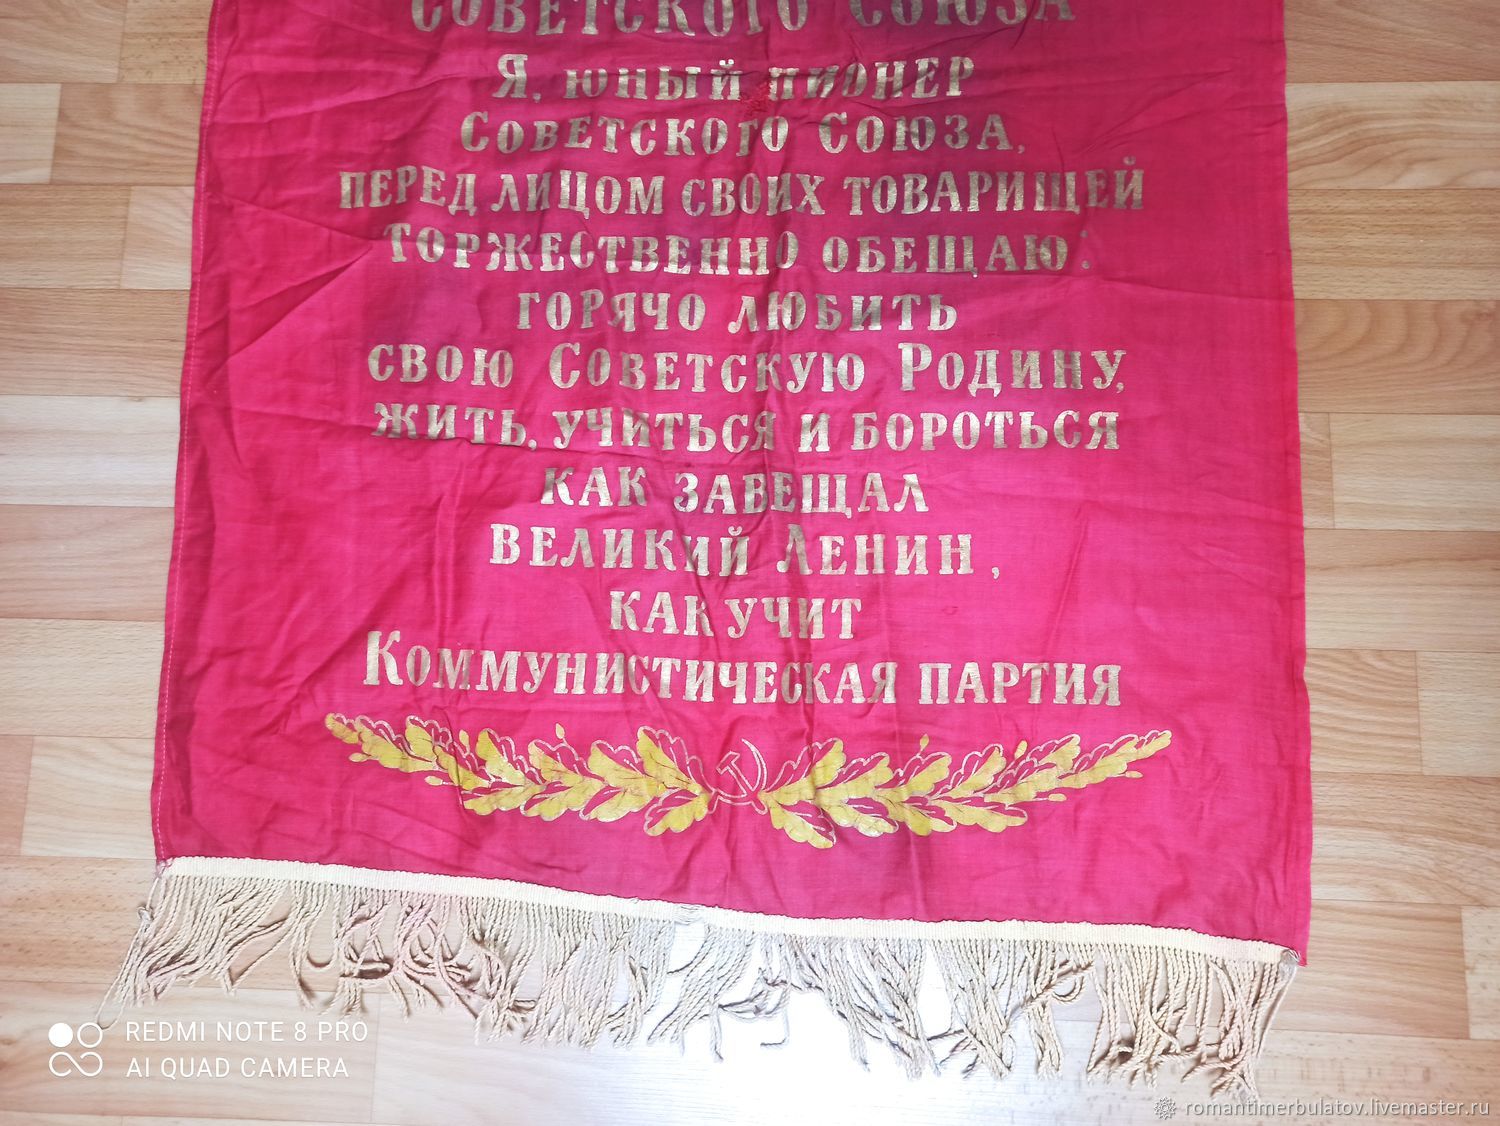 Советского Союза
Я, юный пионер
Советского Союза,
перед лицом своих товарищей
торжественно обещаю:
горячо любить
свою Советскую Родину,
жить, учиться и бороться
как завещал
великий Ленин,
как учит
Коммунистическая партия
REDMI NOTE 8 PRO
AI QUAD CAMERA
romantimerbulatov.livemaster.ru